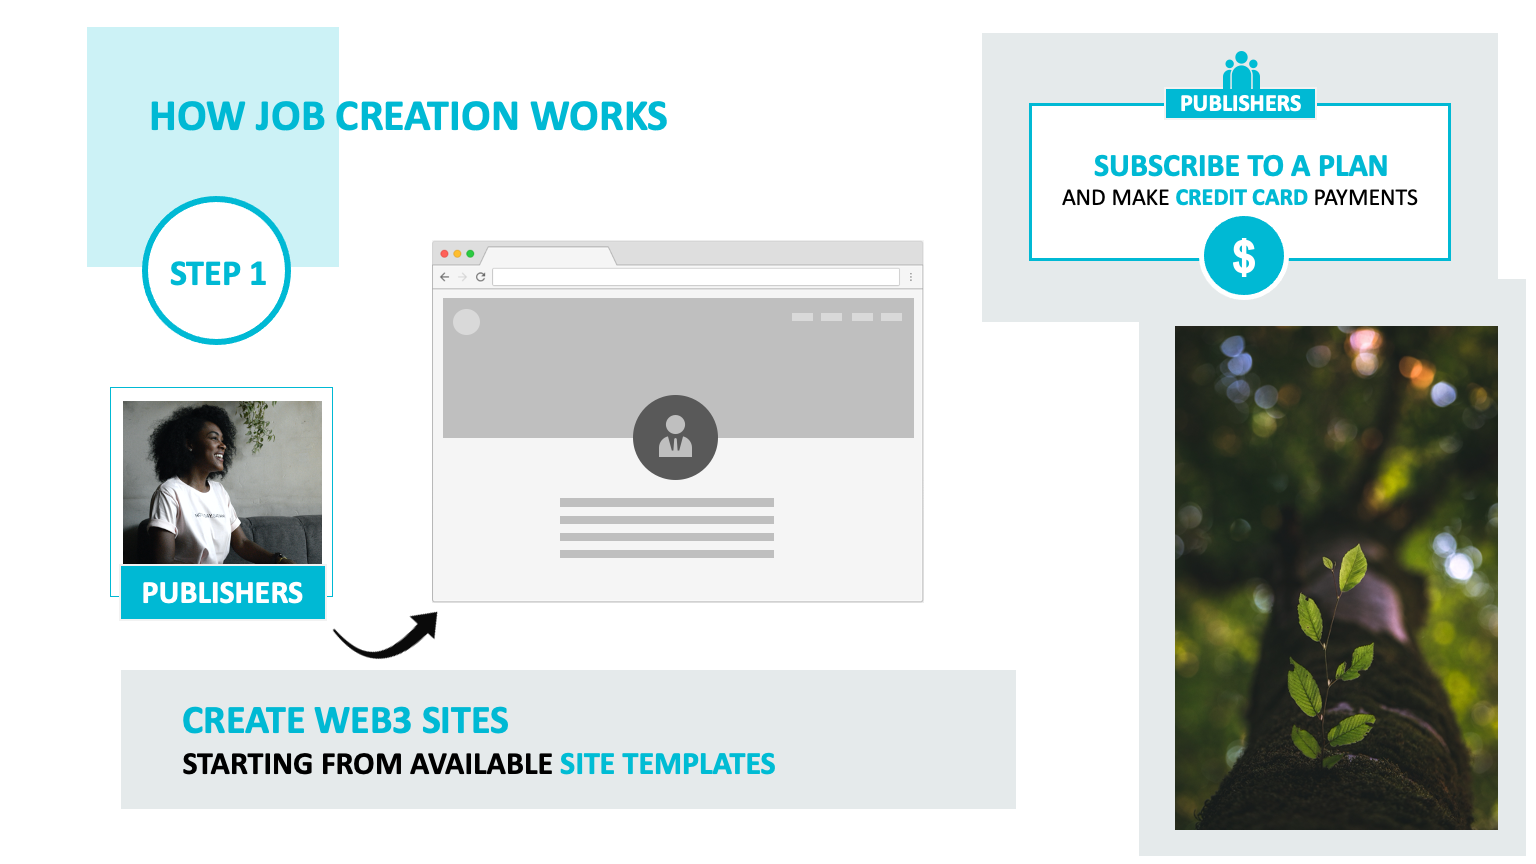 HOW JOB CREATION WORKS
STEP 1
PUBLISHERS
CREATE WEB3 SITES
STARTING FROM AVAILABLE SITE TEMPLATES
PUBLISHERS
SUBSCRIBE TO A PLAN
AND MAKE CREDIT CARD PAYMENTS
$